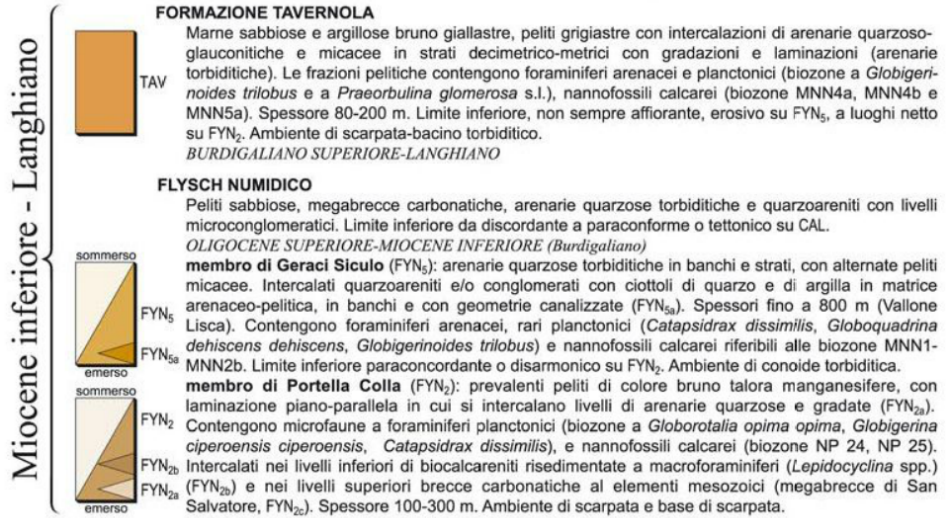 Miocene inferiore - Langhiano
FORMAZIONE TAVERNOLA
TAV
Marne sabbiose e argillose bruno giallastre, peliti grigiastre con intercalazioni di arenarie quarzoso-
glauconitiche e micacee in strati decimetrico-metrici con gradazioni e laminazioni (arenarie
torbiditiche). Le frazioni pelitiche contengono foraminiferi arenacei e planctonici (biozone a Globigeri-
noides trilobus e a Praeorbulina glomerosa s.l.), nannofossili calcarei (biozone MNN4a, MNN4b e
MNN5a). Spessore 80-200 m. Limite inferiore, non sempre affiorante, erosivo su FYN5, a luoghi netto
su FYN2. Ambiente di scarpata-bacino torbiditico.
BURDIGALIANO SUPERIORE-LANGHIANO
FLYSCH NUMIDICO
Peliti sabbiose, megabrecce carbonatiche, arenarie quarzose torbiditiche e quarzoareniti con livelli
microconglomeratici. Limite inferiore da discordante a paraconforme o tettonico su CAL.
OLIGOCENE SUPERIORE-MIOCENE INFERIORE (Burdigaliano)
sommerso
FYN5
FYN5a
emerso
membro di Geraci Siculo (FYN5): arenarie quarzose torbiditiche in banchi e strati, con alternate peliti
micacee. Intercalati quarzoareniti e/o conglomerati con ciottoli di quarzo e di argilla in matrice
arenaceo-pelitica, in banchi e con geometrie canalizzate (FYN5a). Spessori fino a 800 m (Vallone
Lisca). Contengono foraminiferi arenacei, rari planctonici (Catapsidrax dissimilis, Globoquadrina
dehiscens dehiscens, Globigerinoides trilobus) e nannofossili calcarei riferibili alle biozone MNN1-
MNN2b. Limite inferiore paraconcordante o disarmonico su FYN2. Ambiente di conoide torbiditica.
sommerso
FYN2
FYN2b
FYN2a
emerso
membro di Portella Colla (FYN2): prevalenti peliti di colore bruno talora manganesifere, con
laminazione piano-parallela in cui si intercalano livelli di arenarie quarzose e gradate (FYN2a).
Contengono microfaune a foraminiferi planctonici (biozone a Globorotalia opima opima, Globigerina
ciperoensis ciperoensis, Catapsidrax dissimilis), e nannofossili calcarei (biozone NP 24, NP 25).
Intercalati nei livelli inferiori di biocalcareniti risedimentate a macroforaminiferi (Lepidocyclina spp.)
(FYN2b) e nei livelli superiori brecce carbonatiche al elementi mesozoici (megabrecce di San
Salvatore, FYN2c). Spessore 100-300 m. Ambiente di scarpata e base di scarpata.